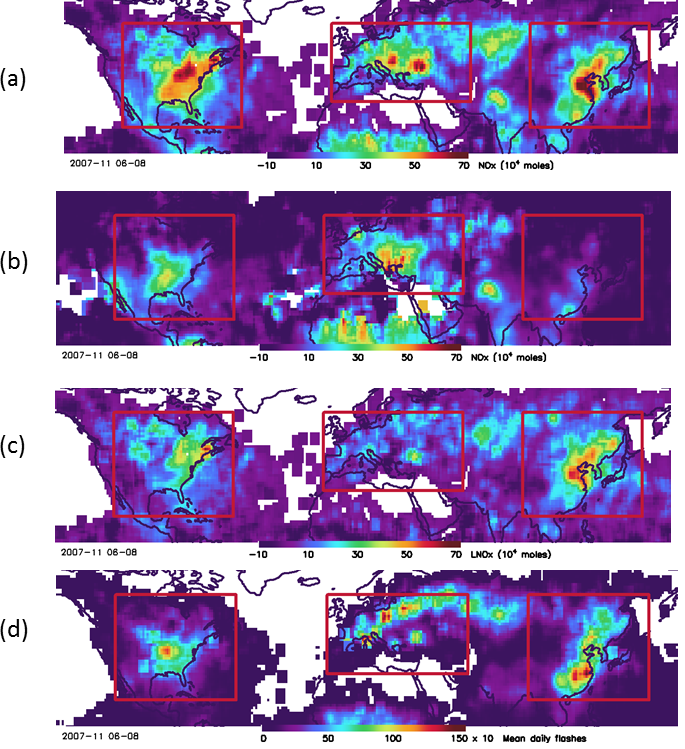 (a)
2007-11 06-08 -10 10 30 50 70 NOx (10⁴ moles)
(b)
2007-11 06-08 -10 10 30 50 70 NOx (10⁴ moles)
(c)
2007-11 06-08 -10 10 30 50 70 LNOx (10⁴ moles)
(d)
2007-11 06-08 0 50 100 150 x 10 Mean daily flashes